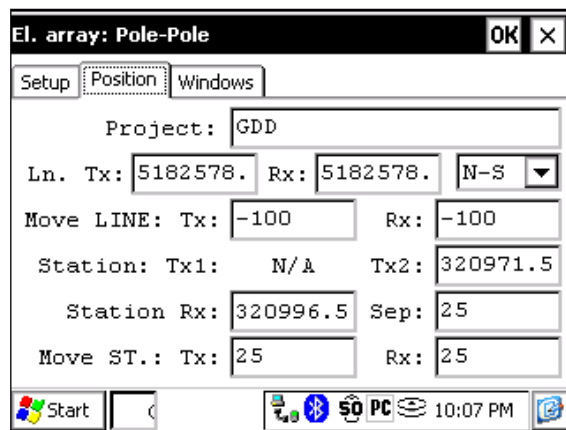 El. array: Pole-Pole OK ×
Setup Position Windows
Project: GDD
Ln. Tx: 5182578. Rx: 5182578. N-S
Move LINE: Tx: -100 Rx: -100
Station: Tx1: N/A Tx2: 320971.5
Station Rx: 320996.5 Sep: 25
Move ST.: Tx: 25 Rx: 25
Start 50 PC 10:07 PM